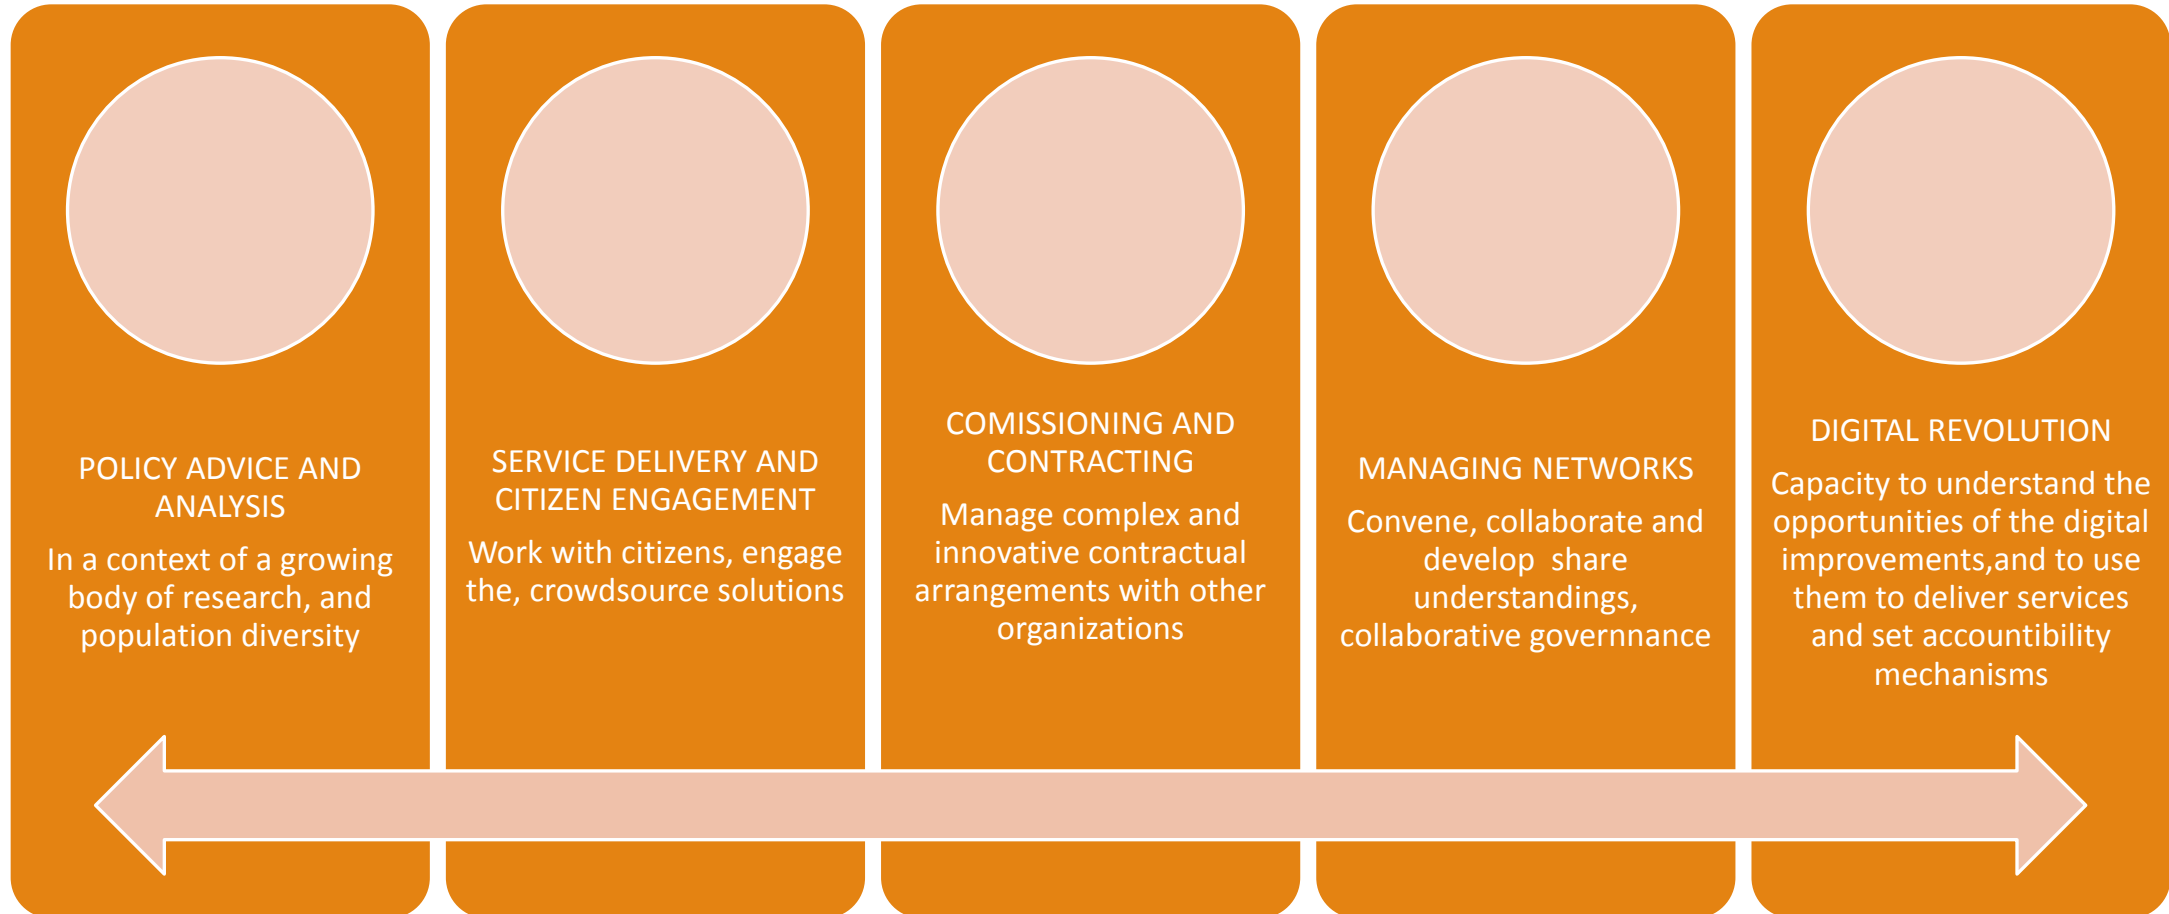 POLICY ADVICE AND
ANALYSIS
In a context of a growing
body of research, and
population diversity
SERVICE DELIVERY AND
CITIZEN ENGAGEMENT
Work with citizens, engage
the, crowdsource solutions
COMISSIONING AND
CONTRACTING
Manage complex and
innovative contractual
arrangements with other
organizations
MANAGING NETWORKS
Convene, collaborate and
develop  share
understandings,
collaborative governnance
DIGITAL REVOLUTION
Capacity to understand the
opportunities of the digital
improvements,and to use
them to deliver services
and set accountibility
mechanisms